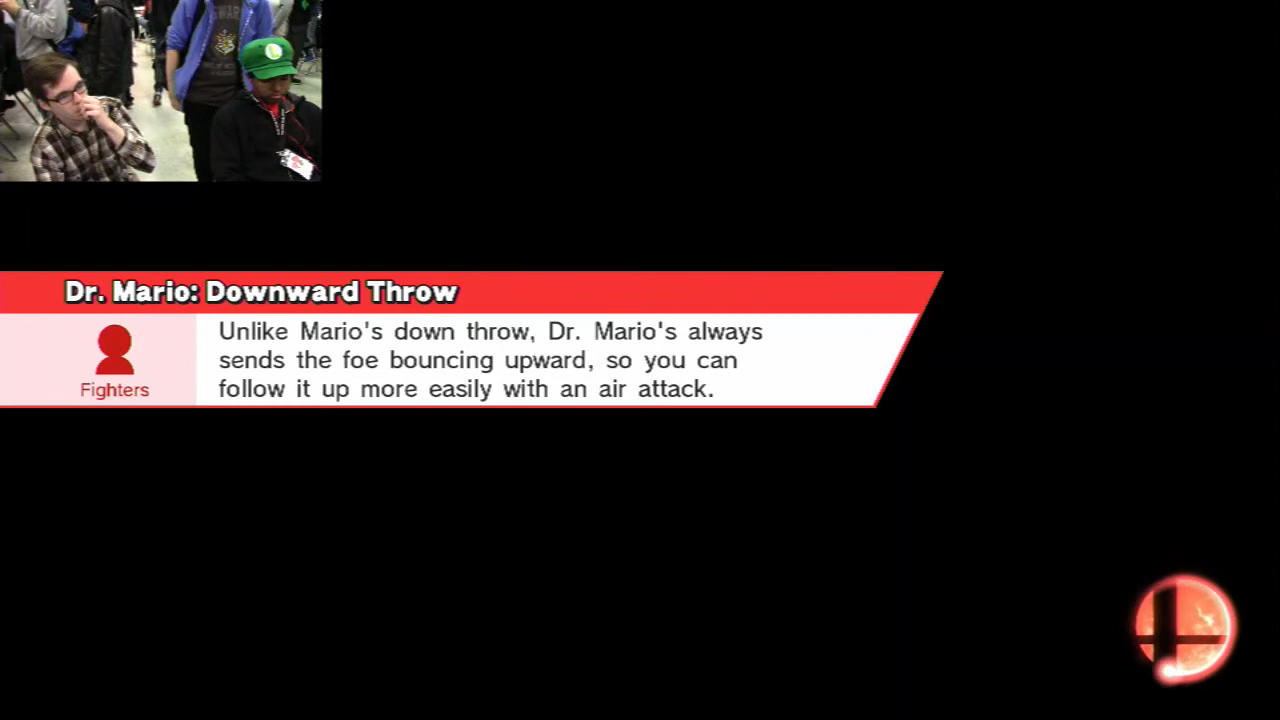 Dr. Mario: Downward Throw
Unlike Mario's down throw, Dr. Mario's always
sends the foe bouncing upward, so you can
follow it up more easily with an air attack.
Fighters